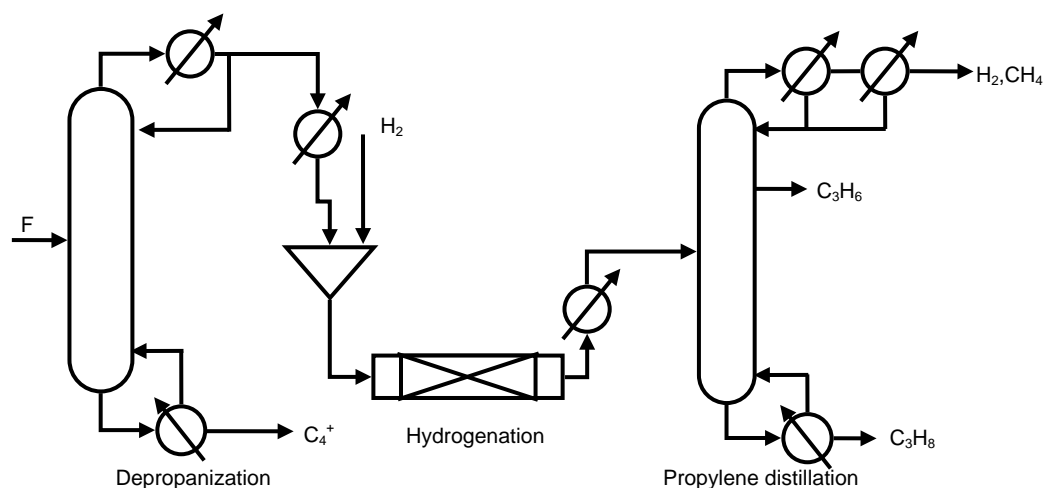 H₂
H₂,CH₄
C₃H₆
F
C₄⁺
Hydrogenation
C₃H₈
Depropanization
Propylene distillation